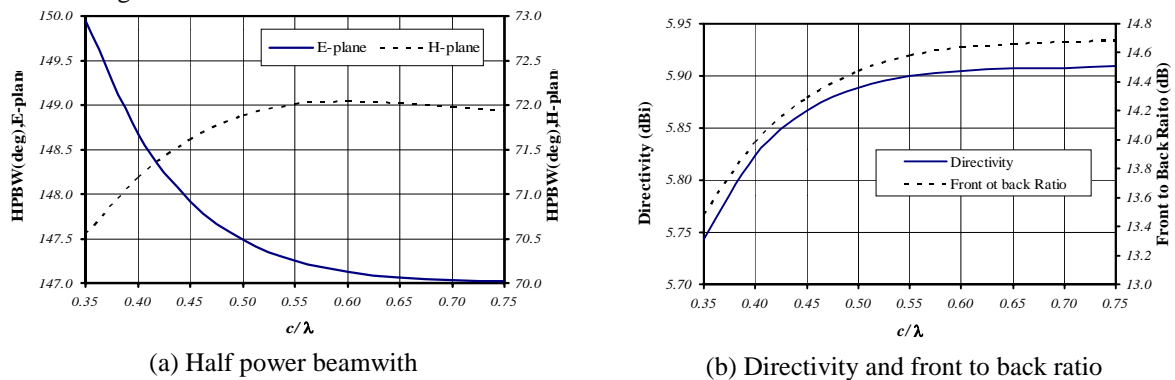 150.0
149.5
149.0
148.5
148.0
147.5
147.0
HPBW(deg),E-plan
E-plane
H-plane
73.0
72.5
72.0
71.5
71.0
70.5
70.0
HPBW(deg),H-plan
0.35 0.40 0.45 0.50 0.55 0.60 0.65 0.70 0.75
c/λ
(a) Half power beamwith
5.95
5.90
5.85
5.80
5.75
5.70
Directivity (dBi)
Directivity
Front ot back Ratio
14.8
14.6
14.4
14.2
14.0
13.8
13.6
13.4
13.2
13.0
Front to Back Raito (dB)
0.35 0.40 0.45 0.50 0.55 0.60 0.65 0.70 0.75
c/λ
(b) Directivity and front to back ratio